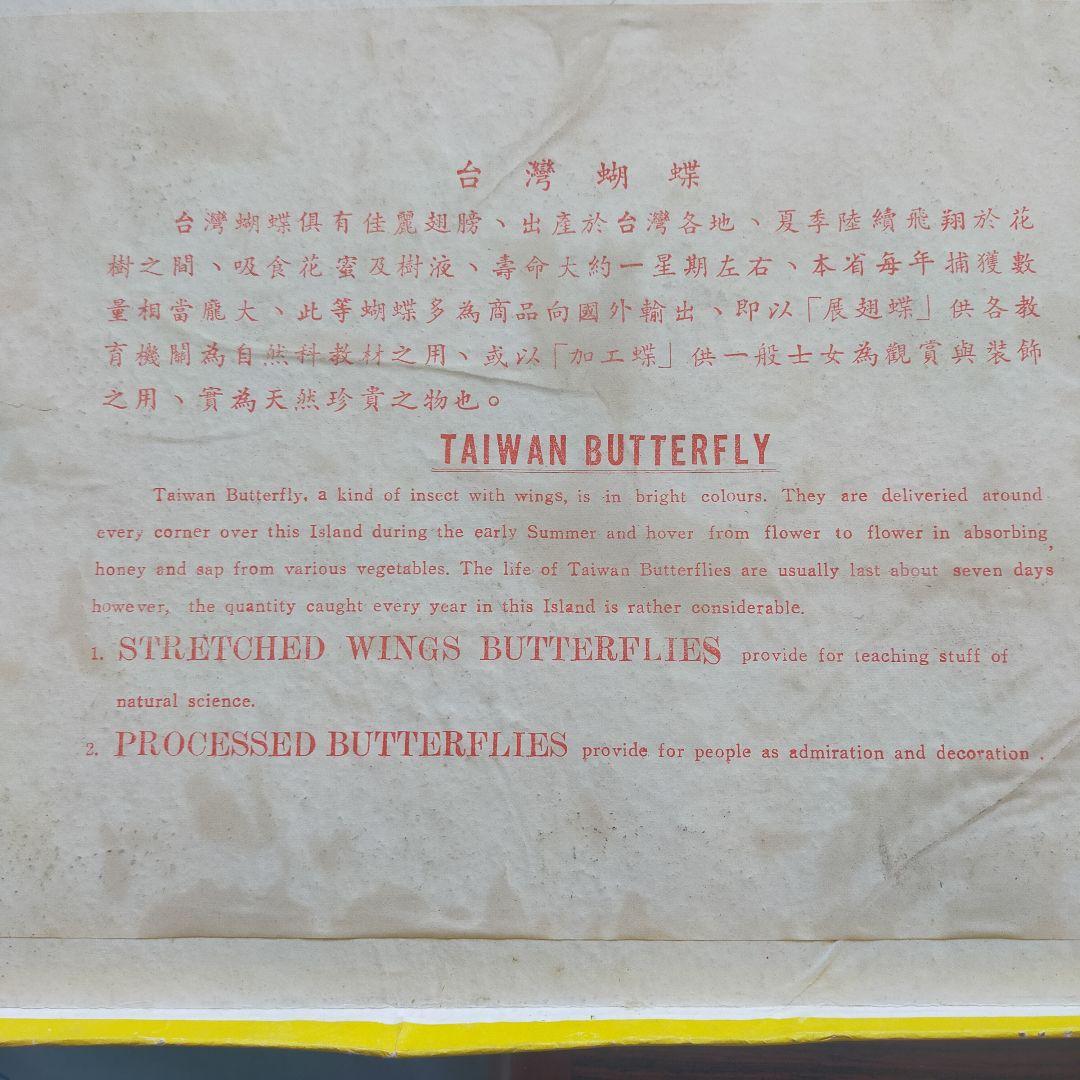 台灣蝴蝶
台灣蝴蝶俱有佳麗翅膀、出產於台灣各地、夏季陸續飛翔於花
樹之間、吸食花蜜及樹液、壽命大約一星期左右、本省每年捕獲數
量相當龐大、此等蝴蝶多為商品向國外輸出、即以「展翅蝶」供各教
育機關為自然科教材之用、或以「加工蝶」供一般士女為觀賞與裝飾
之用、實為天然珍貴之物也。
TAIWAN BUTTERFLY
Taiwan Butterfly, a kind of insect with wings, is in bright colours. They are deliveried around
every corner over this Island during the early Summer and hover from flower to flower in absorbing,
honey and sap from various vegetables. The life of Taiwan Butterflies are usually last about seven days
however, the quantity caught every year in this Island is rather considerable.
1. STRETCHED WINGS BUTTERFLIES provide for teaching stuff of
natural science.
2. PROCESSED BUTTERFLIES provide for people as admiration and decoration .